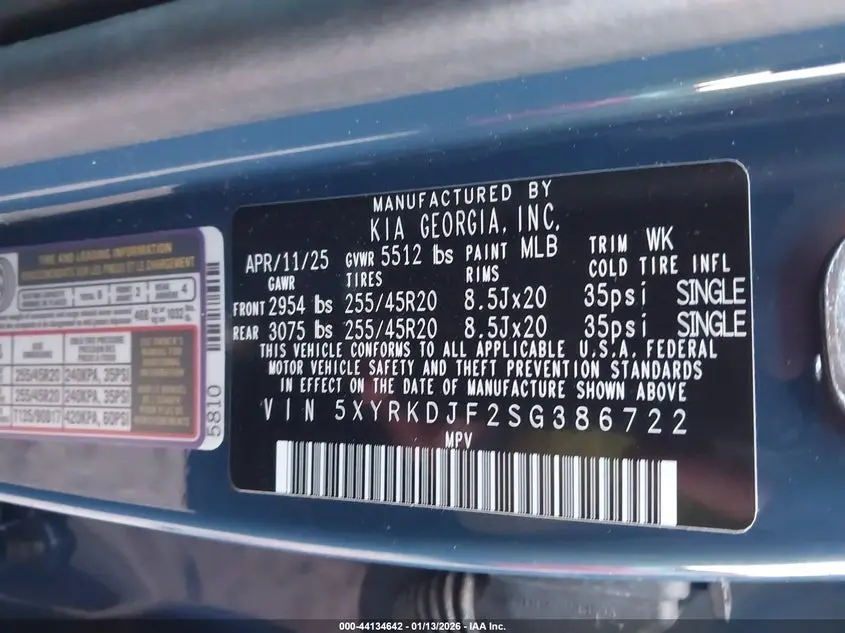 MANUFACTURED BY
KIA GEORGIA, INC.
APR/11/25 GVWR 5512 lbs PAINT MLB TRIM WK
GAWR TIRES RIMS COLD TIRE INFL
FRONT 2954 lbs 255/45R20 8.5Jx20 35psi SINGLE
REAR 3075 lbs 255/45R20 8.5Jx20 35psi SINGLE
THIS VEHICLE CONFORMS TO ALL APPLICABLE U.S.A. FEDERAL
MOTOR VEHICLE SAFETY AND THEFT PREVENTION STANDARDS
IN EFFECT ON THE DATE OF MANUFACTURE SHOWN ABOVE
VIN 5XYRKDJF2SG386722
MPV
TIRE AND LOADING INFORMATION
255/45R20 240KPA, 35PSI
255/45R20 240KPA, 35PSI
T135/90D17 420KPA, 60PSI
5810
000-44134642 - 01/13/2026 - IAA Inc.